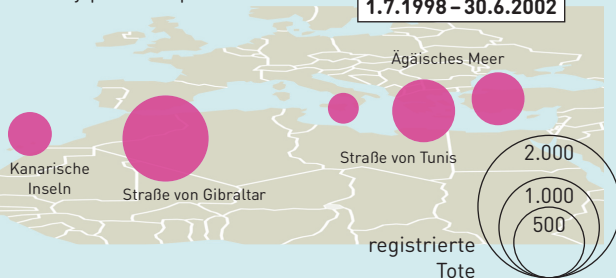 1.7.1998 – 30.6.2002
Ägäisches Meer
Kanarische
Inseln
Straße von Gibraltar
Straße von Tunis
2.000
1.000
500
registrierte
Tote